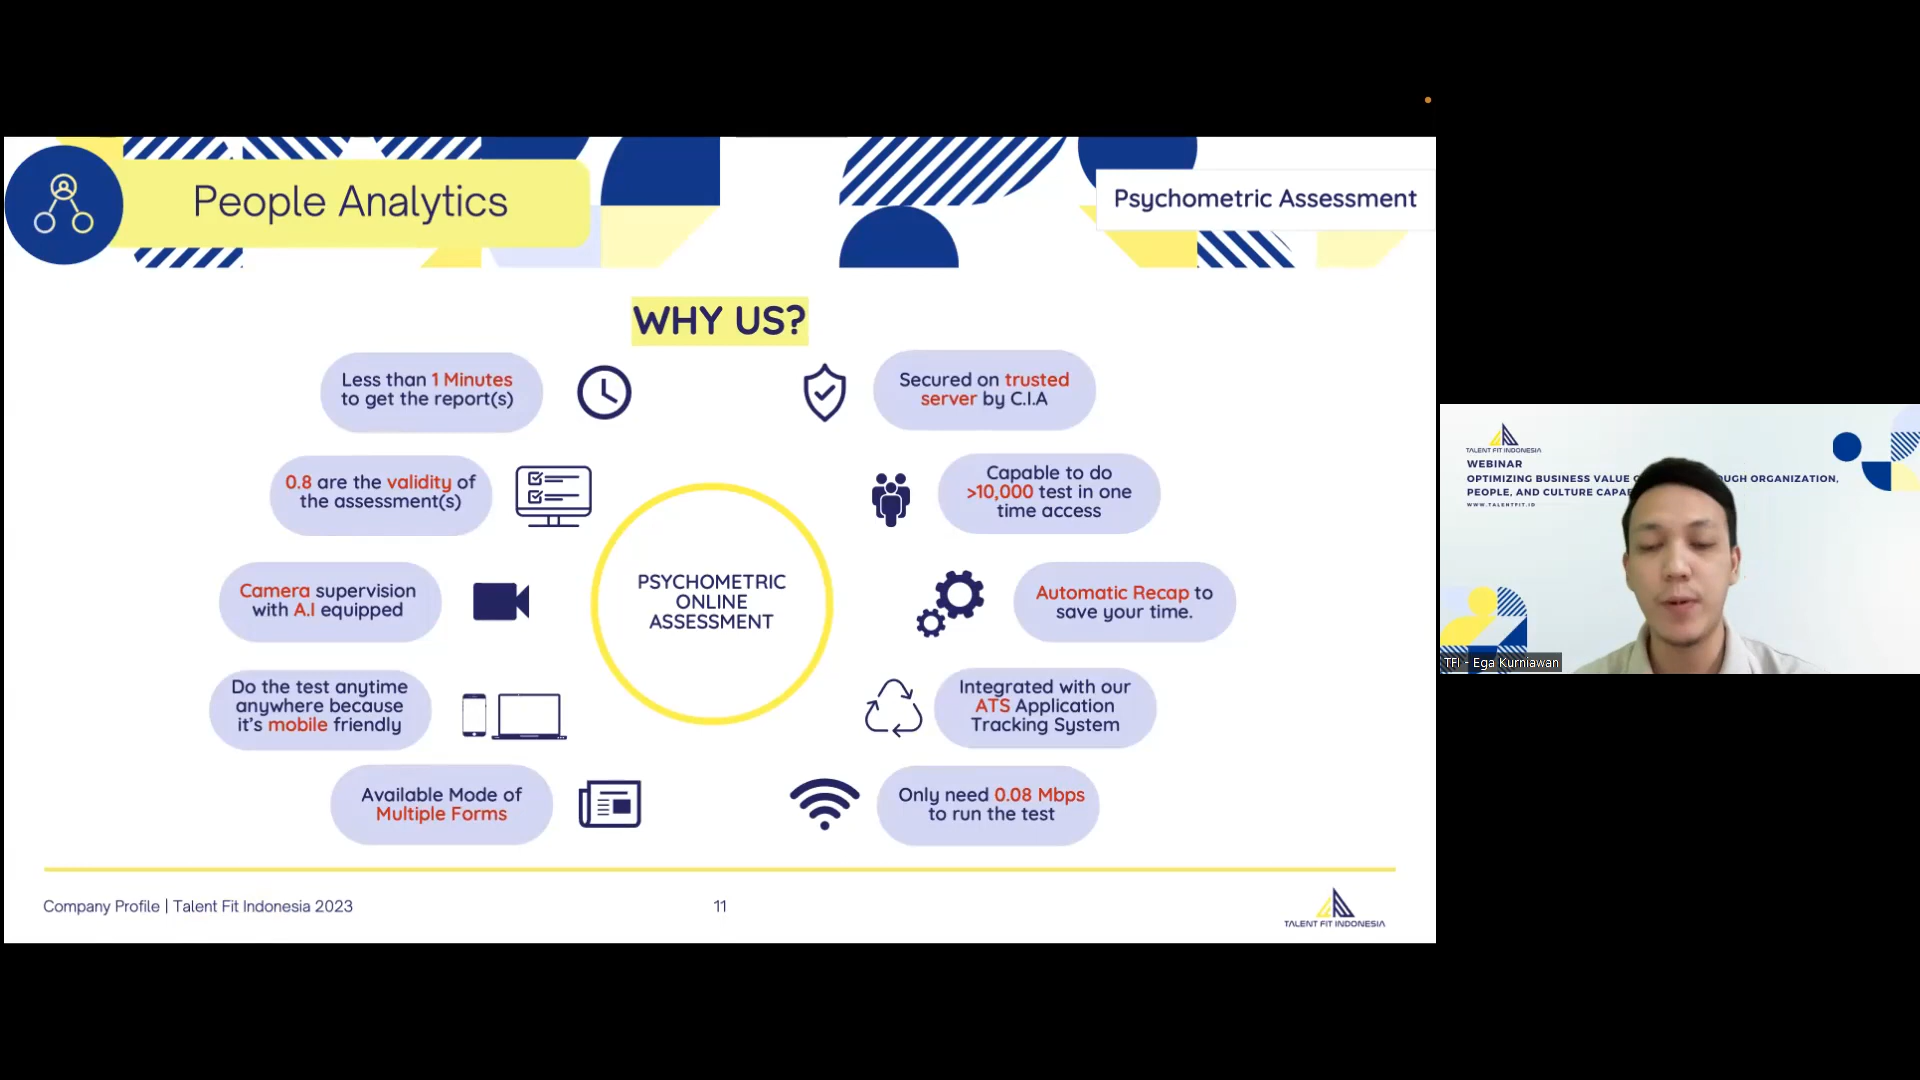 People Analytics
Psychometric Assessment
WHY US?
Less than 1 Minutes
to get the report(s)
0.8 are the validity of
the assessment(s)
Camera supervision
with A.I equipped
Do the test anytime
anywhere because
it's mobile friendly
Available Mode of
Multiple Forms
PSYCHOMETRIC
ONLINE
ASSESSMENT
Secured on trusted
server by C.I.A
Capable to do
>10,000 test in one
time access
Automatic Recap to
save your time.
Integrated with our
ATS Application
Tracking System
Only need 0.08 Mbps
to run the test
Company Profile | Talent Fit Indonesia 2023
11
TALENT FIT INDONESIA
TALENT FIT INDONESIA
WEBINAR
OPTIMIZING BUSINESS VALUE ORGANIZATION,
PEOPLE, AND CULTURE
WWW.TALENTFIT.ID
TFI - Ega Kurniawan